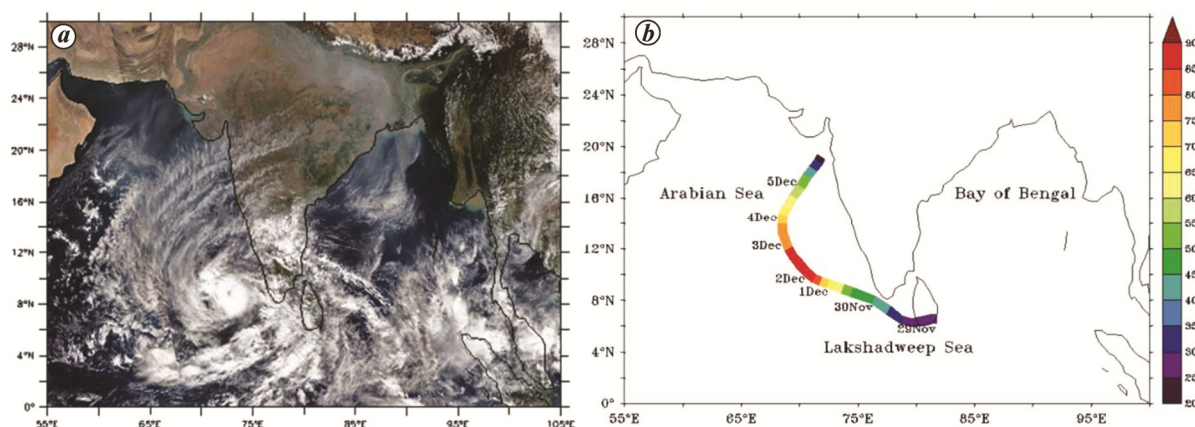 a
28°N
24°N
20°N
16°N
12°N
8°N
4°N
0°
55°E
65°E
75°E
85°E
95°E
105°E
b
28°N
24°N
20°N
16°N
12°N
8°N
4°N
0°
55°E
65°E
75°E
85°E
95°E
Arabian Sea
Bay of Bengal
Lakshadweep Sea
5Dec
4Dec
3Dec
2Dec
1Dec
30Nov
29Nov
90
85
80
75
70
65
60
55
50
45
40
35
30
25
20